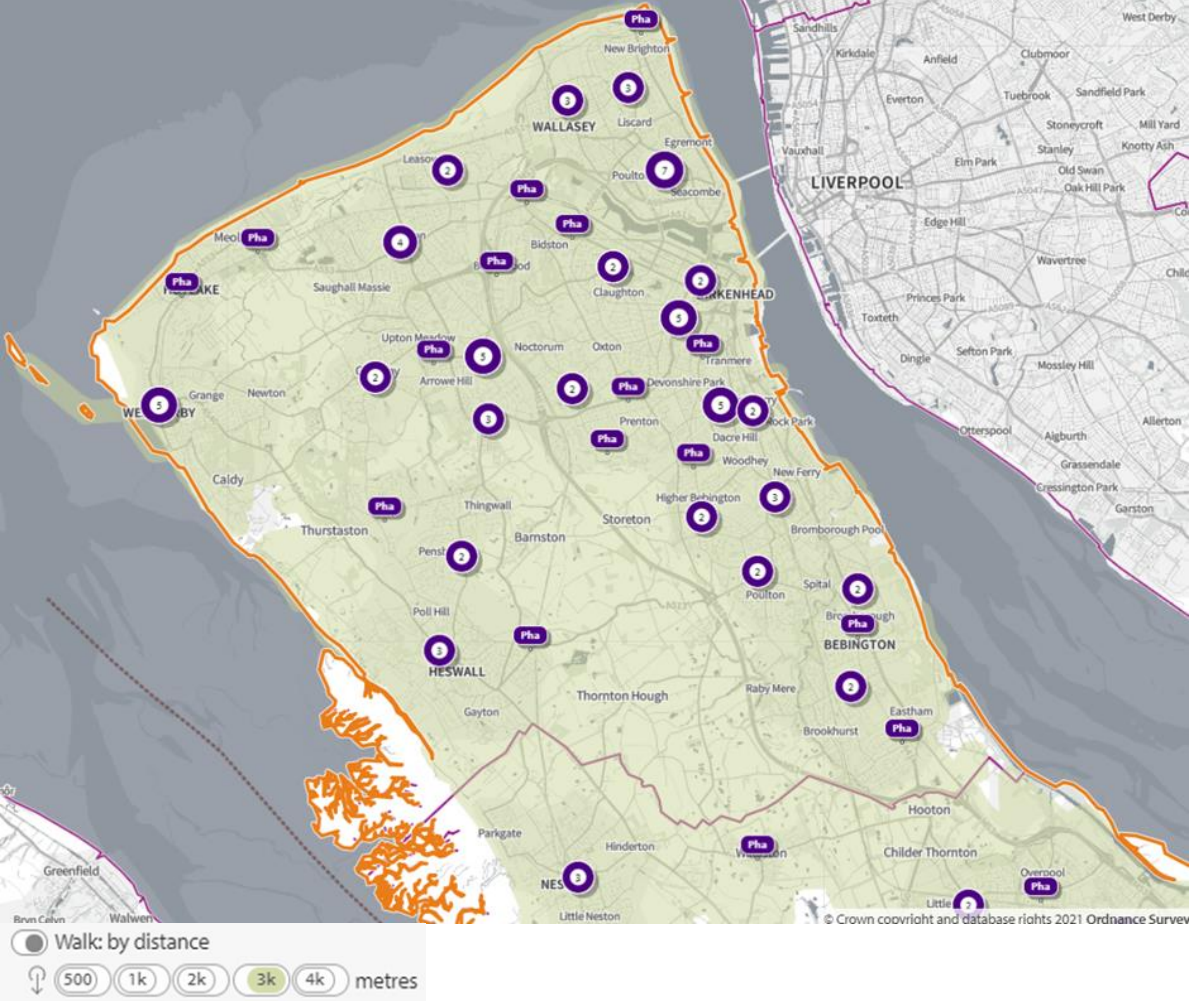 Pha
West Derby
Sandhills
New Brighton
Kirkdale
Anfield
Clubmoor
3
3
Tuebrook
Sandfield Park
A5054
Everton
WALLASEY
Liscard
Stoneycroft
Mill Yard
Egremont
Vauxhall
Stanley
Knotty Ash
2
7
Elm Park
Old Swan
LIVERPOOL
A5047
Oak Hill Park
Pha
Seacombe
Edge Hill
Pha
Pha
4
Bidston
Pha
2
Wavertree
Pha
2
Saughall Massie
Claughton
Princes Park
5
Toxteth
Upton Meadow
Pha
Noctorum
Oxton
Pha
Sefton Park
5
Tranmere
Dingle
Mossley Hill
2
Arrowe Hill
2
Pha
Devonshire Park
Grange
Newton
5
5
2
Allerton
3
Prenton
Rock Park
Otterspool
Aigburth
Pha
Dacre Hill
Pha
Woodhey
Grassendale
New Ferry
Caldy
Cressington Park
Pha
Thingwall
Higher Bebington
3
Garston
Thurstaston
Storeton
2
Bromborough Pool
Barnston
2
2
Spital
2
Poulton
Poll Hill
Pha
Pha
3
BEBINGTON
HESWALL
Thornton Hough
Raby Mere
2
Gayton
Eastham
Brookhurst
Pha
Hooton
Parkgate
Hinderton
Pha
Childer Thornton
Greenfield
3
Overpool
Pha
Little
2
Little Neston
Bryn Celyn
Walwen
© Crown copyright and database rights 2021 Ordnance Survey
Walk: by distance
500 1k 2k 3k 4k metres